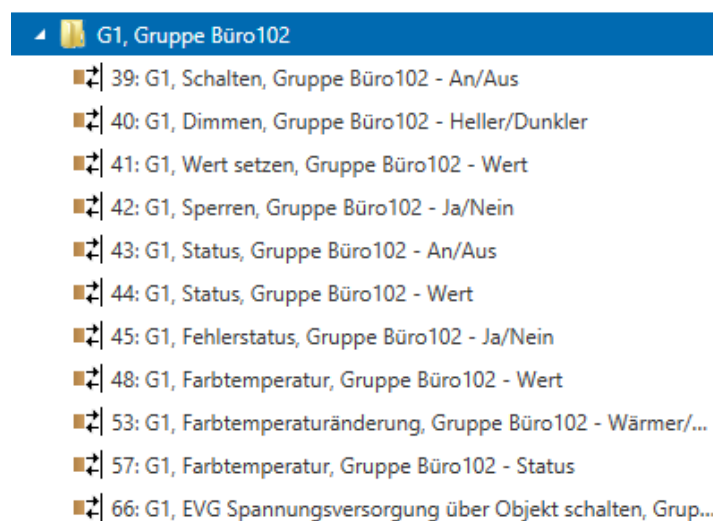 G1, Gruppe Büro102
39: G1, Schalten, Gruppe Büro102 - An/Aus
40: G1, Dimmen, Gruppe Büro102 - Heller/Dunkler
41: G1, Wert setzen, Gruppe Büro102 - Wert
42: G1, Sperren, Gruppe Büro102 - Ja/Nein
43: G1, Status, Gruppe Büro102 - An/Aus
44: G1, Status, Gruppe Büro102 - Wert
45: G1, Fehlerstatus, Gruppe Büro102 - Ja/Nein
48: G1, Farbtemperatur, Gruppe Büro102 - Wert
53: G1, Farbtemperaturänderung, Gruppe Büro102 - Wärmer/...
57: G1, Farbtemperatur, Gruppe Büro102 - Status
66: G1, EVG Spannungsversorgung über Objekt schalten, Grup...